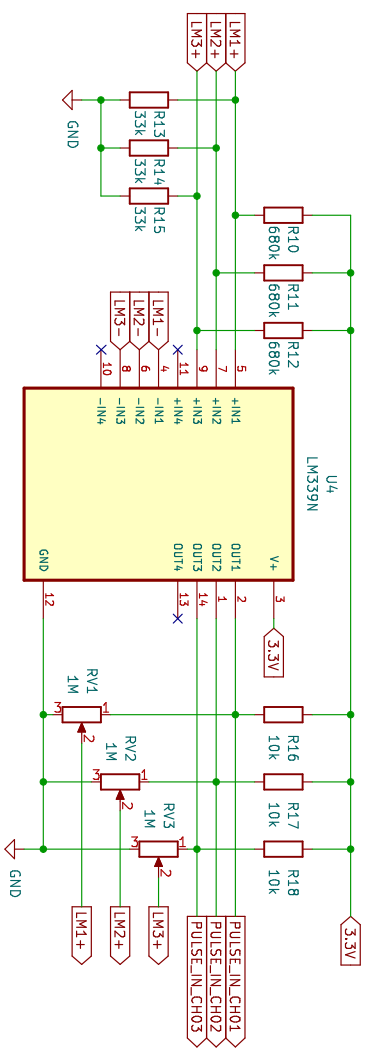 LM3+
LM2+
LM1+
R13
33k
R14
33k
R15
33k
GND
R10
680k
R11
680k
R12
680k
LM3-
LM2-
LM1-
10
8
6
4
11
9
7
5
-IN4
-IN3
-IN2
-IN1
+IN4
+IN3
+IN2
+IN1
U4
LM339N
GND
OUT4
OUT3
OUT2
OUT1
V+
12
13
14
1
2
3
3.3V
RV1
1M
3
1
2
RV2
1M
3
1
2
RV3
1M
3
1
2
R16
10k
R17
10k
R18
10k
GND
LM1+
LM2+
LM3+
PULSE_IN_CH03
PULSE_IN_CH02
PULSE_IN_CH01
3.3V